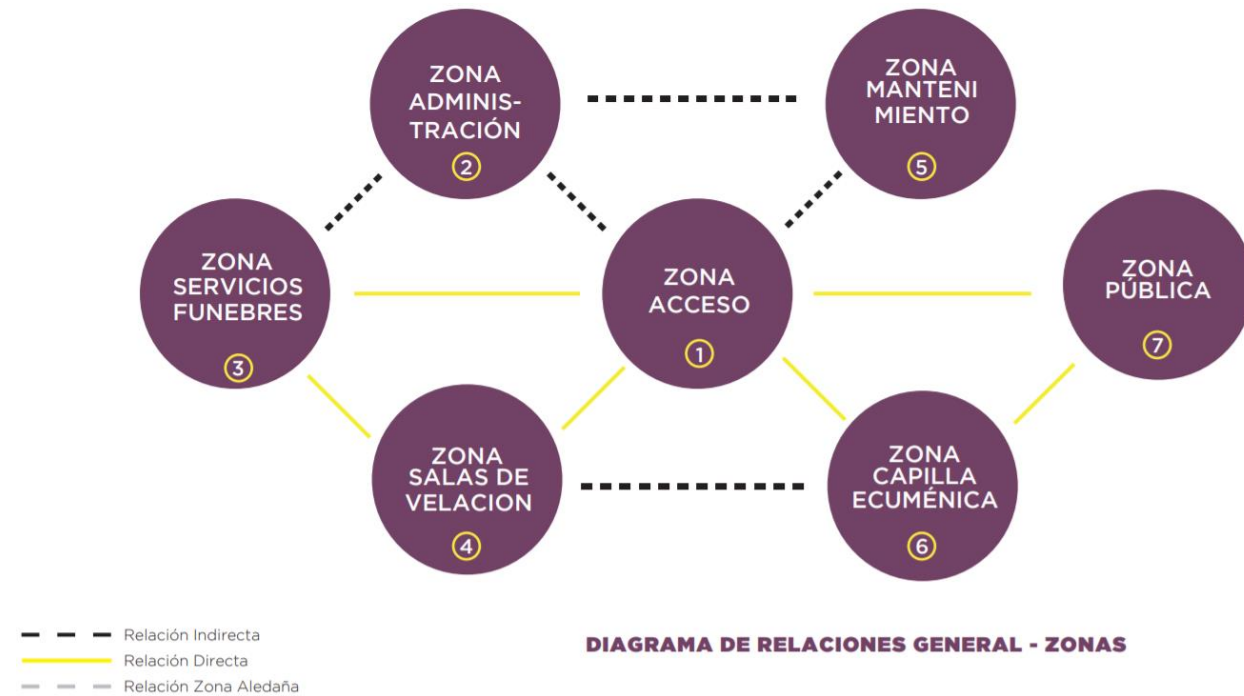 ZONA
ADMINIS-
TRACIÓN
2
ZONA
MANTENI
MIENTO
5
ZONA
SERVICIOS
FUNEBRES
3
ZONA
ACCESO
1
ZONA
PÚBLICA
7
ZONA
SALAS DE
VELACION
4
ZONA
CAPILLA
ECUMÉNICA
6
Relación Indirecta
Relación Directa
Relación Zona Aledaña
DIAGRAMA DE RELACIONES GENERAL - ZONAS